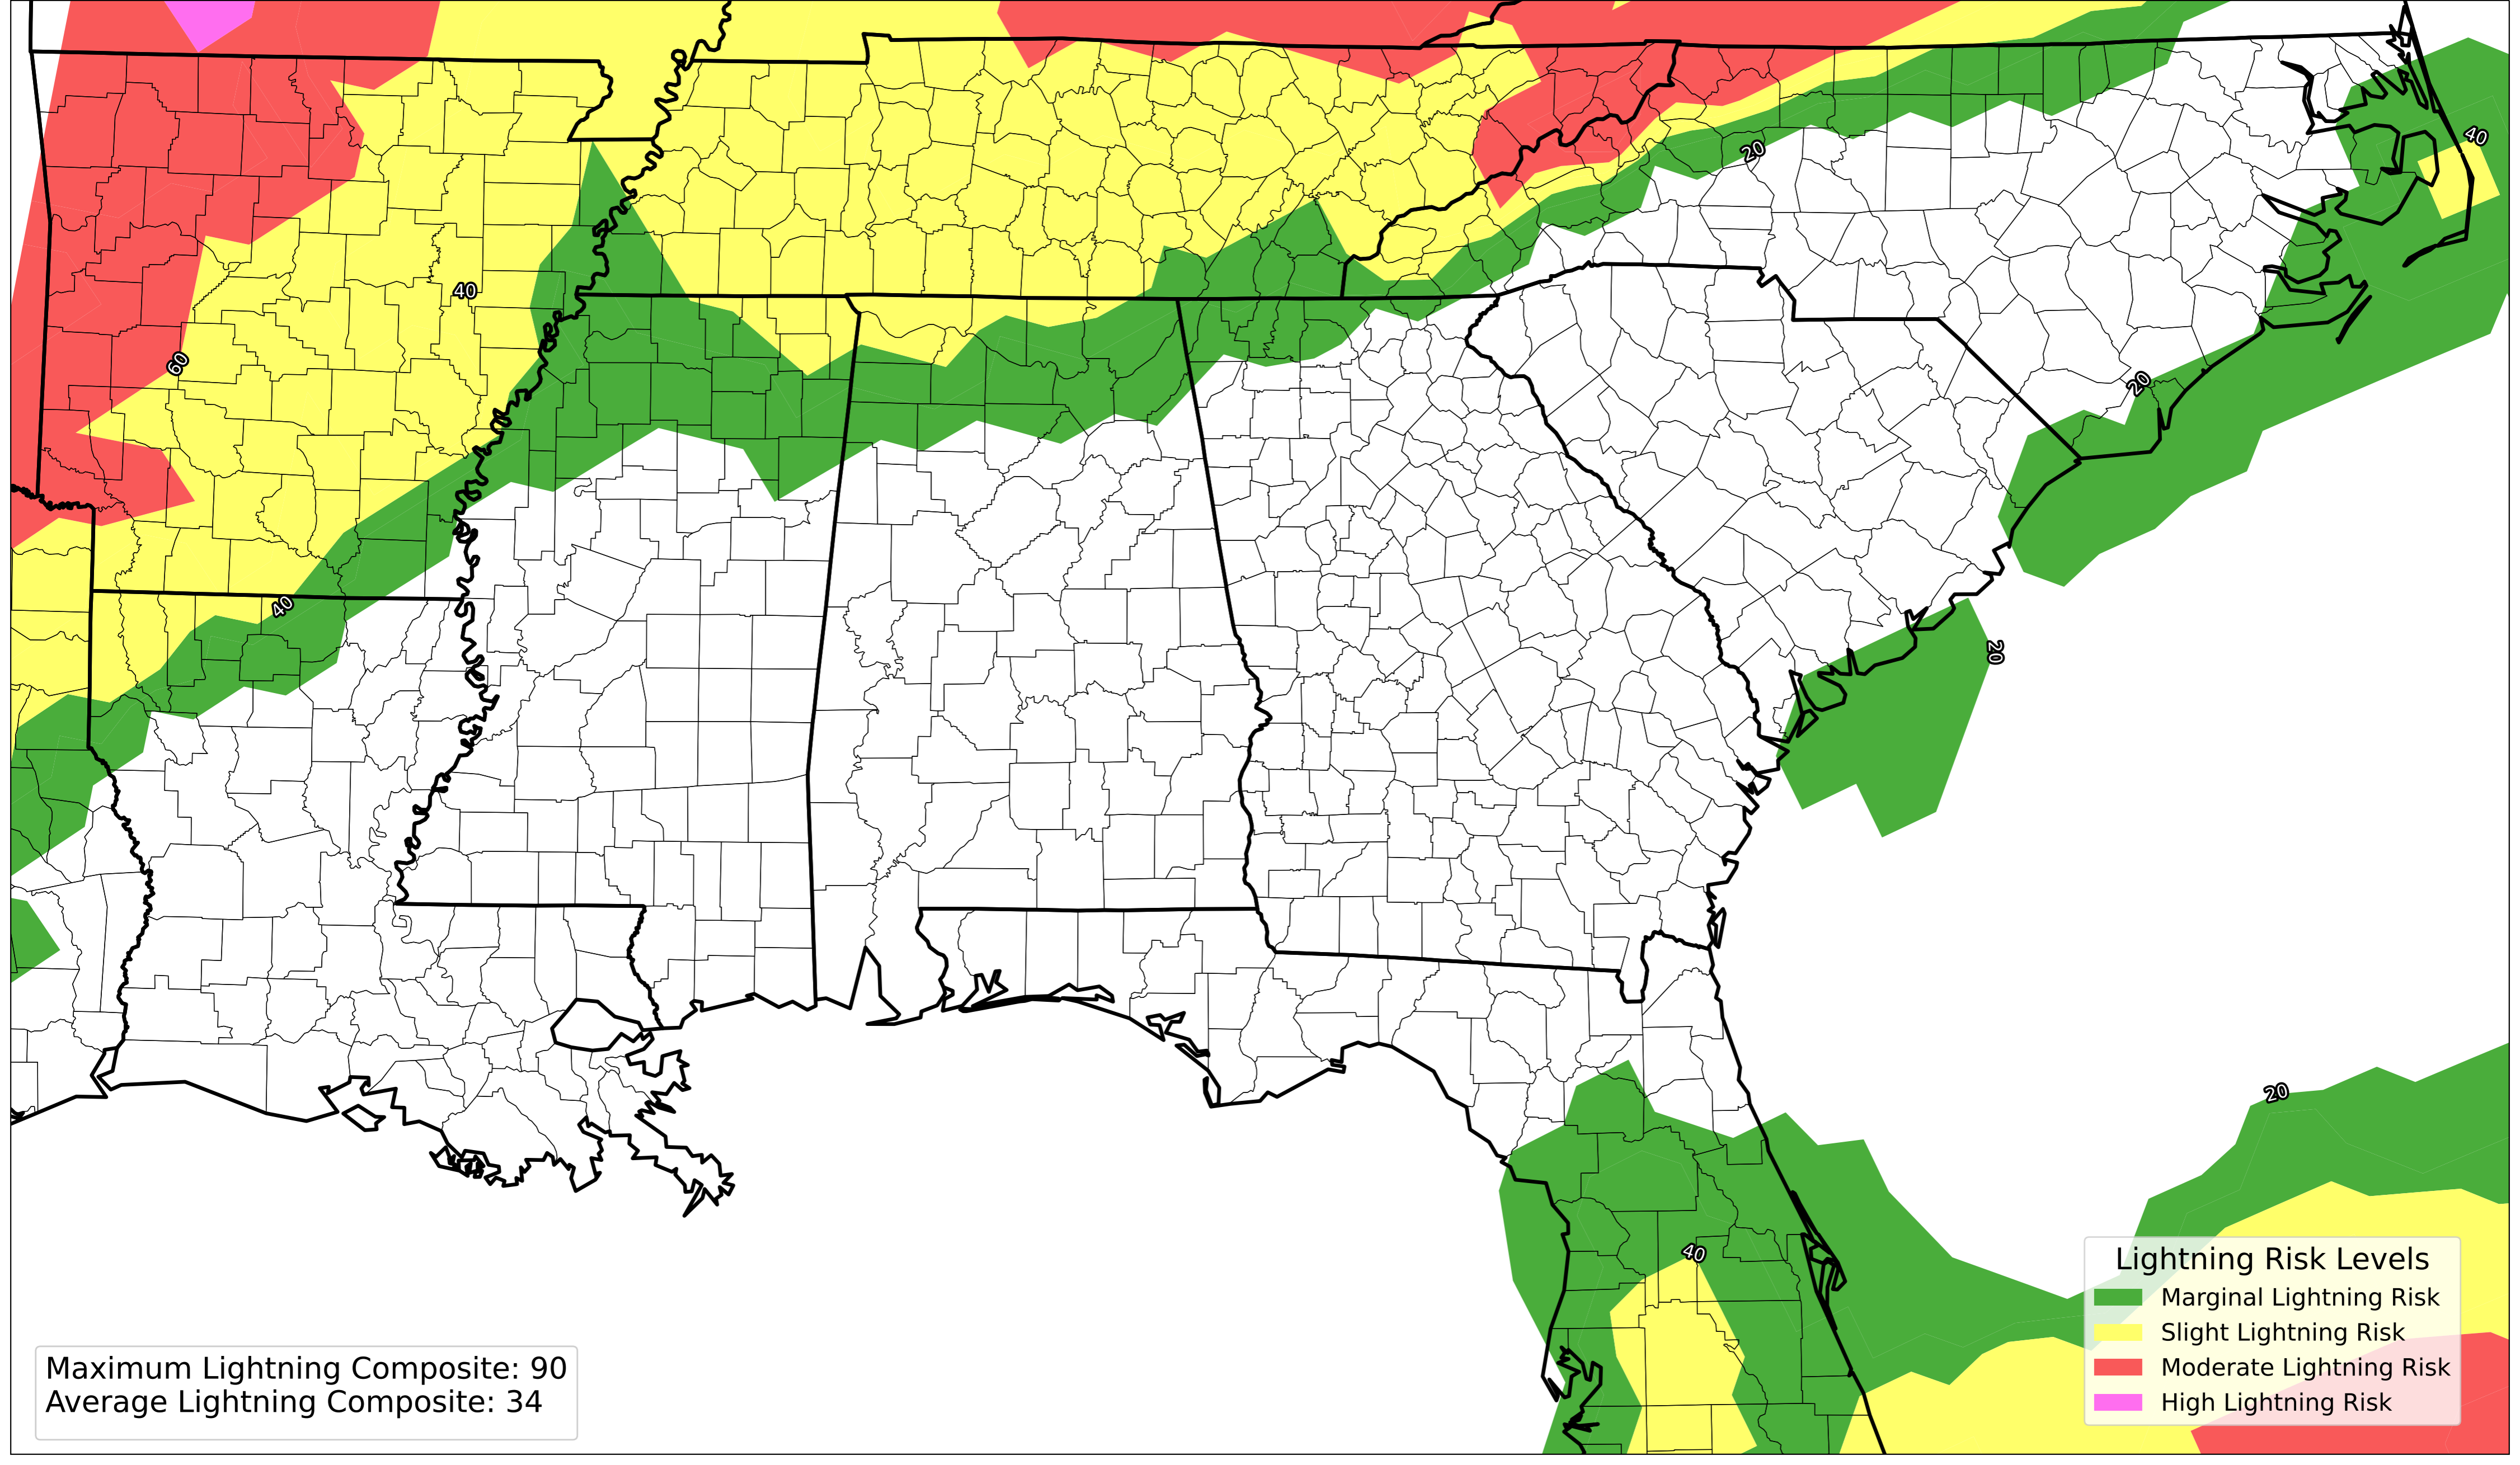 40
20
40
60
20
40
20
20
40
Lightning Risk Levels
Marginal Lightning Risk
Slight Lightning Risk
Moderate Lightning Risk
High Lightning Risk
Maximum Lightning Composite: 90
Average Lightning Composite: 34